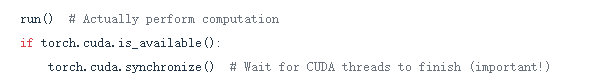 run()  # Actually perform computation
if torch.cuda.is_available():
    torch.cuda.synchronize()  # Wait for CUDA threads to finish (important!)